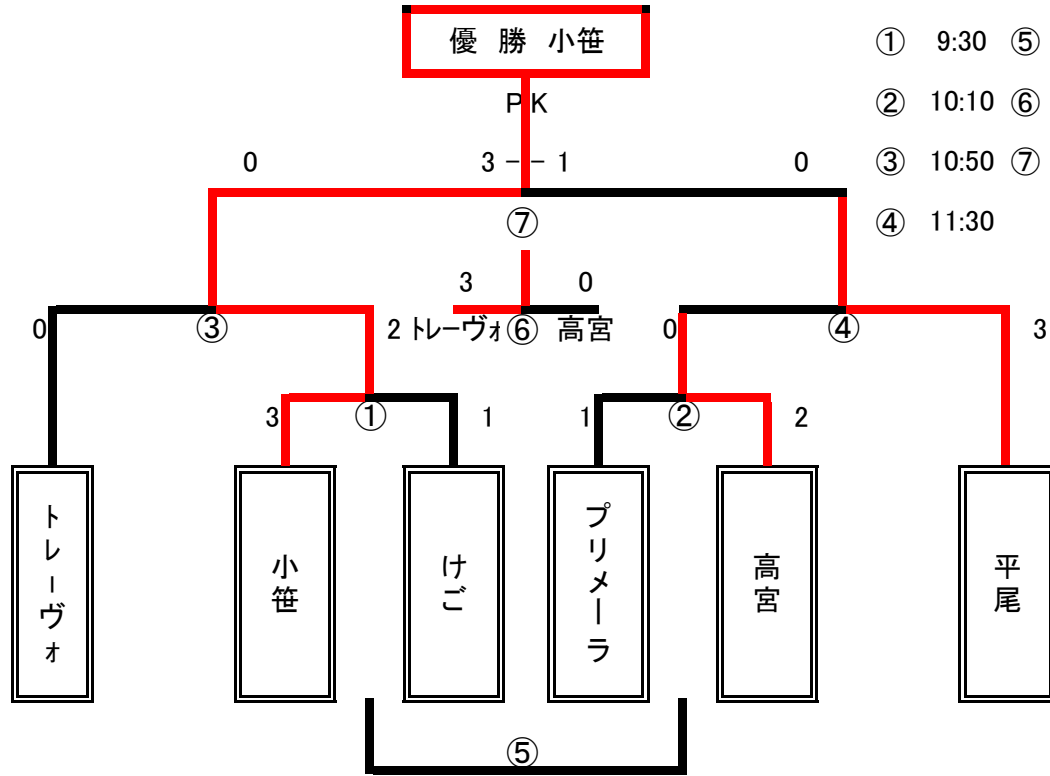 優 勝 小笹
① 9:30 ⑤
PK
② 10:10 ⑥
0 3 - - 1 0
③ 10:50 ⑦
⑦
④ 11:30
3 0
0 ③ 2 トレーヴォ ⑥ 高宮 0 ④ 3
3 ① 1 1 ② 2
トレーヴォ
小笹
けご
プリメーラ
高宮
平尾
⑤